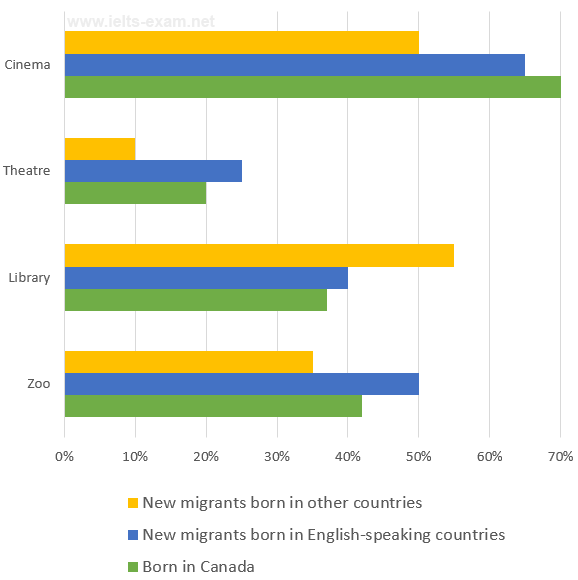 www.ielts-exam.net
Cinema
Theatre
Library
Zoo
0% 10% 20% 30% 40% 50% 60% 70%
New migrants born in other countries
New migrants born in English-speaking countries
Born in Canada